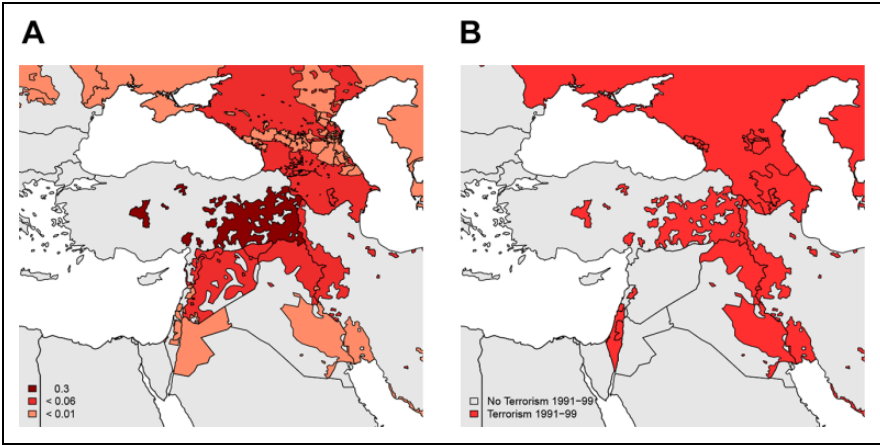 A
B
0.3
< 0.06
< 0.01
No Terrorism 1991−99
Terrorism 1991−99